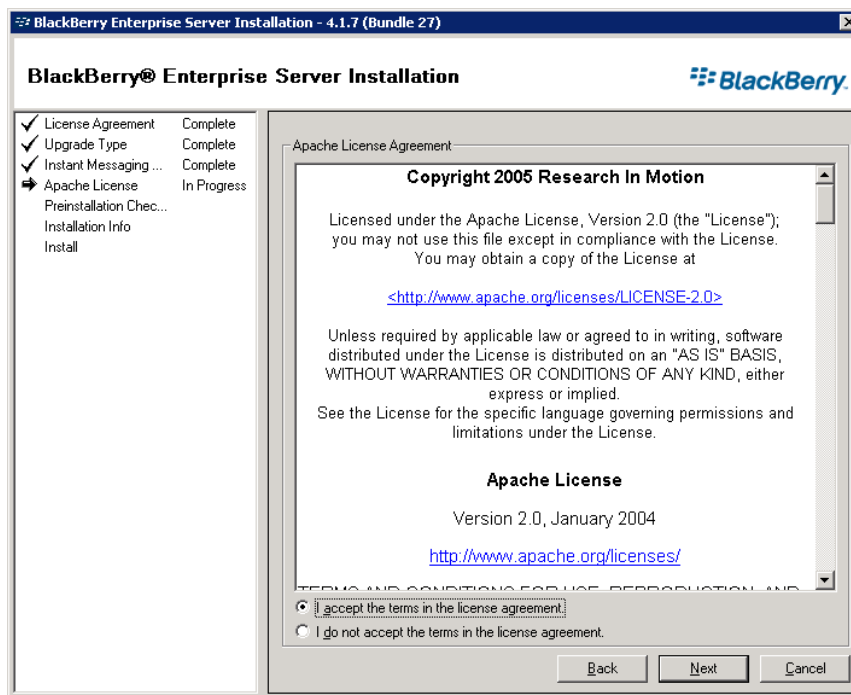 BlackBerry Enterprise Server Installation - 4.1.7 (Bundle 27)
BlackBerry® Enterprise Server Installation
BlackBerry.
License Agreement Complete
Upgrade Type Complete
Instant Messaging ... Complete
Apache License In Progress
Preinstallation Chec...
Installation Info
Install
Apache License Agreement
Copyright 2005 Research In Motion
Licensed under the Apache License, Version 2.0 (the "License");
you may not use this file except in compliance with the License.
You may obtain a copy of the License at
<http://www.apache.org/licenses/LICENSE-2.0>
Unless required by applicable law or agreed to in writing, software
distributed under the License is distributed on an "AS IS" BASIS,
WITHOUT WARRANTIES OR CONDITIONS OF ANY KIND, either
express or implied.
See the License for the specific language governing permissions and
limitations under the License.
Apache License
Version 2.0, January 2004
http://www.apache.org/licenses/
TERMS AND CONDITIONS FOR USE, REPRODUCTION, AND
I accept the terms in the license agreement.
I do not accept the terms in the license agreement.
Back Next Cancel